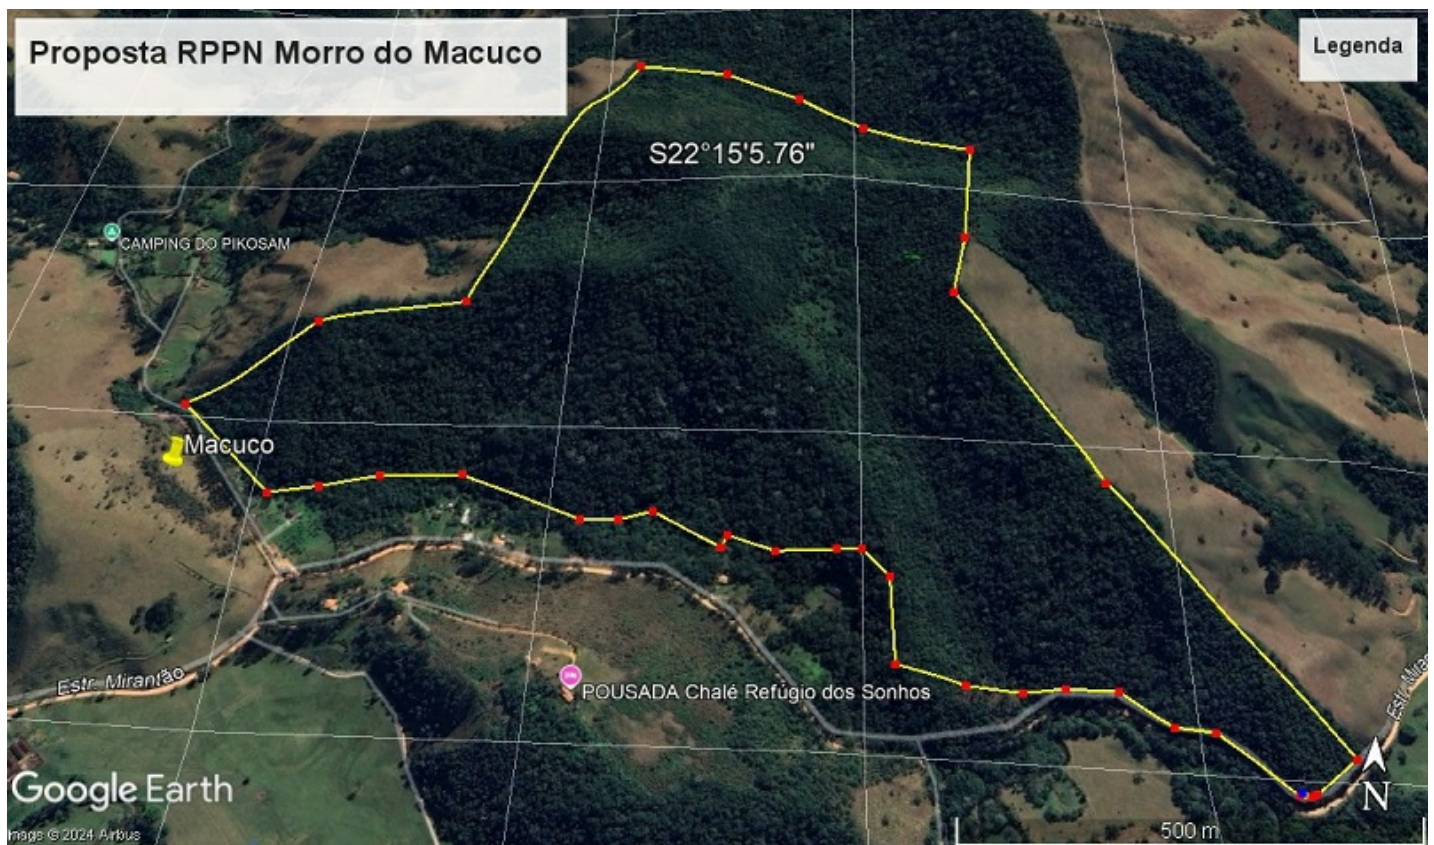 Proposta RPPN Morro do Macuco
Legenda
S22°15'5.76"
CAMPING DO PIKOSAM
Macuco
Estr. Mirantão
POUSADA Chalé Refúgio dos Sonhos
Google Earth
N
500 m
Image © 2024 Airbus